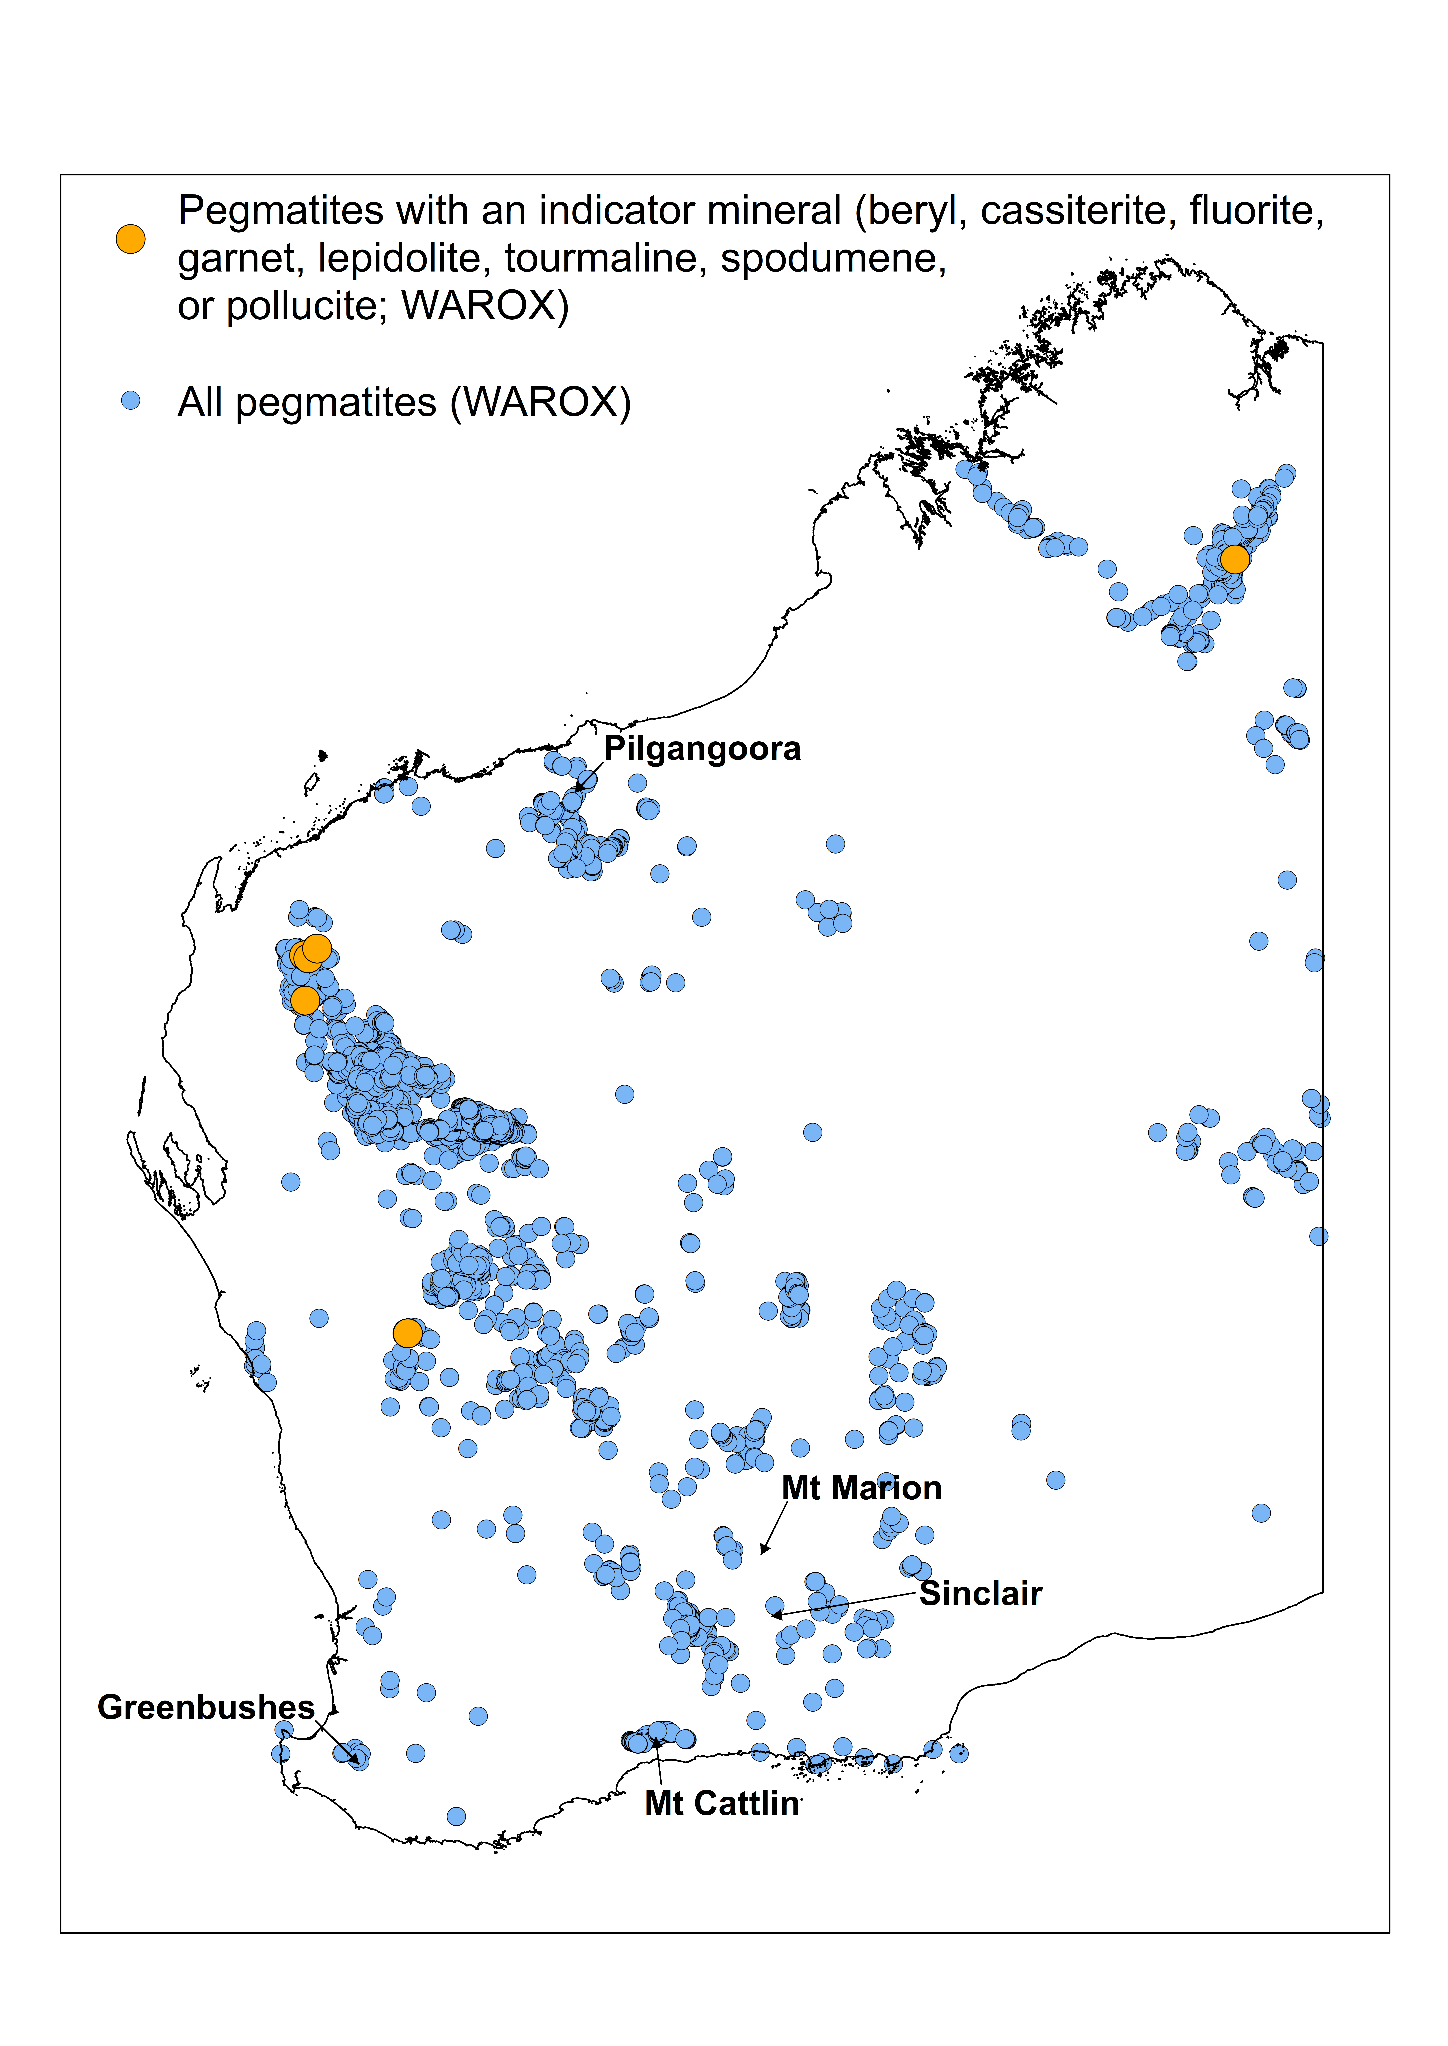 Pegmatites with an indicator mineral (beryl, cassiterite, fluorite,
garnet, lepidolite, tourmaline, spodumene,
or pollucite; WAROX)
All pegmatites (WAROX)
Pilgangoora
Mt Marion
Sinclair
Greenbushes
Mt Cattlin